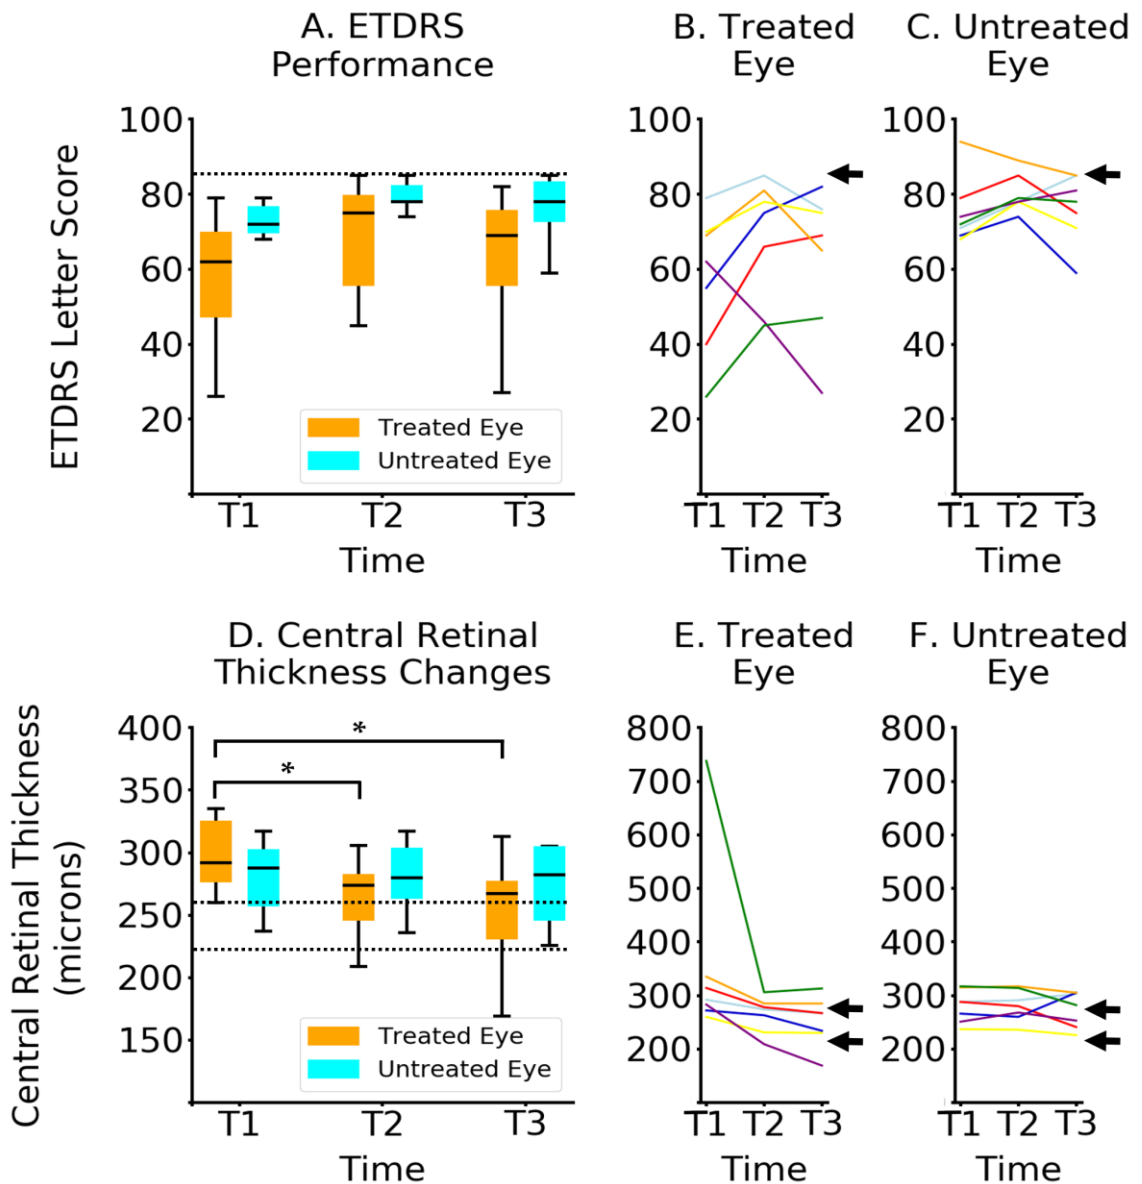 A. ETDRS
Performance
ETDRS Letter Score
100
80
60
40
20
Treated Eye
Untreated Eye
T1 T2 T3
Time
B. Treated
Eye
100
80
60
40
20
T1 T2 T3
Time
C. Untreated
Eye
100
80
60
40
20
T1 T2 T3
Time
D. Central Retinal
Thickness Changes
Central Retinal Thickness
(microns)
400
350
300
250
200
150
*
*
Treated Eye
Untreated Eye
T1 T2 T3
Time
E. Treated
Eye
800
700
600
500
400
300
200
T1 T2 T3
Time
F. Untreated
Eye
800
700
600
500
400
300
200
T1 T2 T3
Time